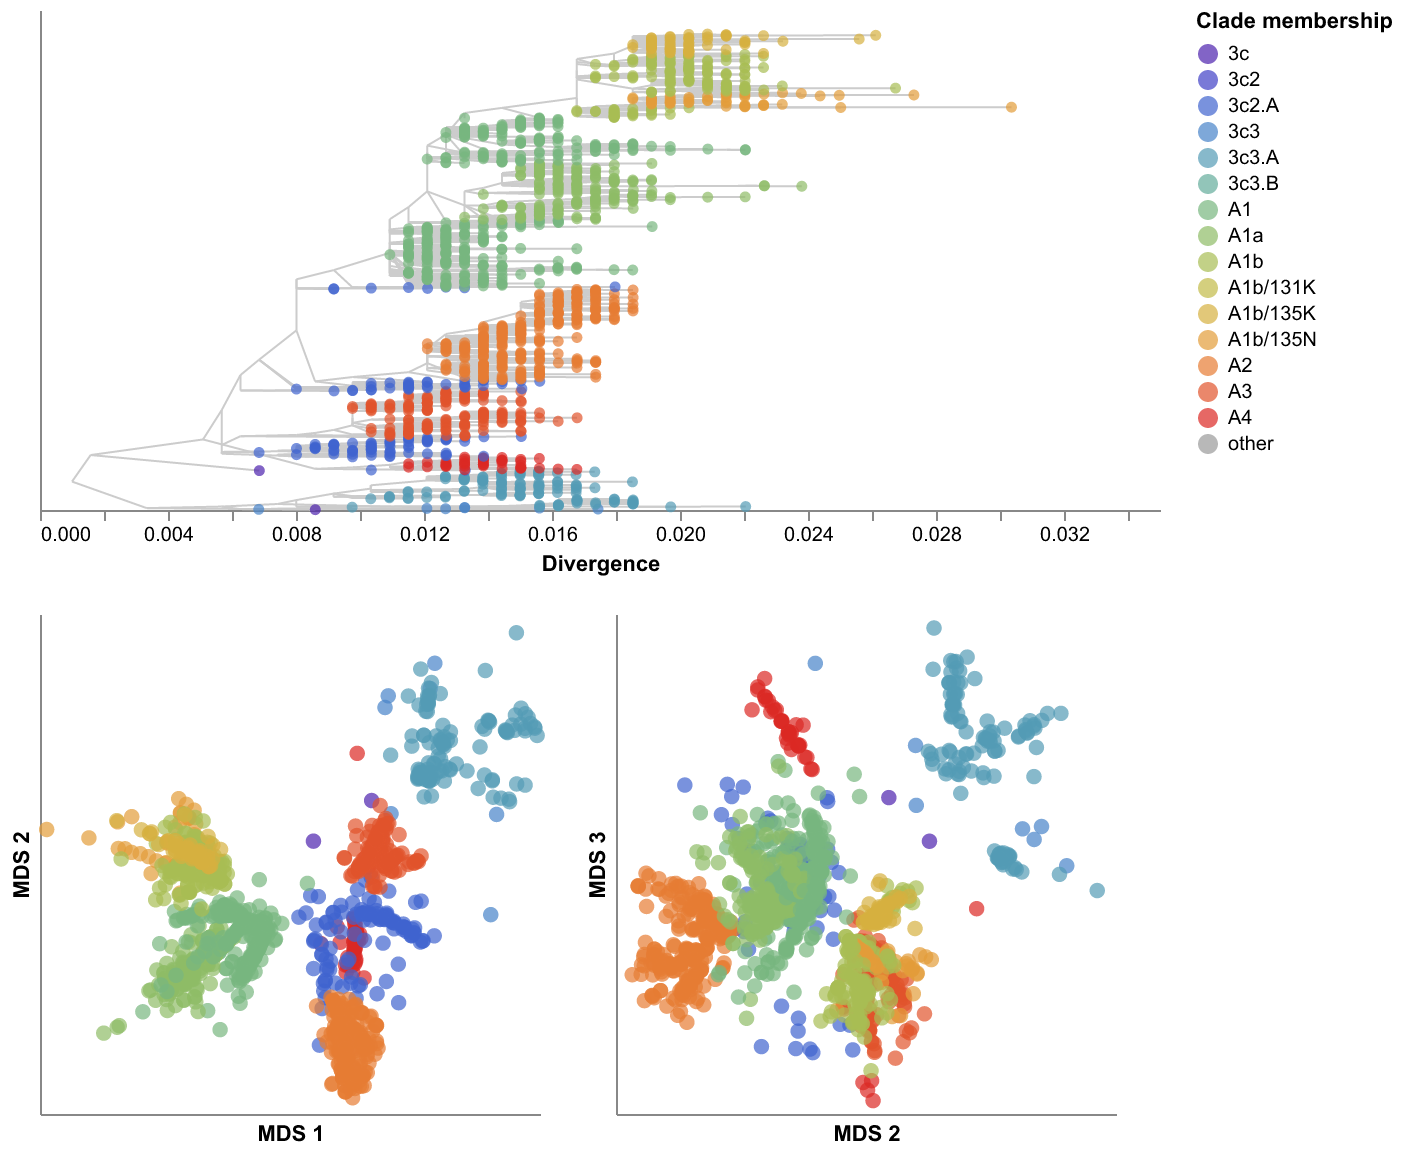 Clade membership
3c
3c2
3c2.A
3c3
3c3.A
3c3.B
A1
A1a
A1b
A1b/131K
A1b/135K
A1b/135N
A2
A3
A4
other
0.000 0.004 0.008 0.012 0.016 0.020 0.024 0.028 0.032
Divergence
MDS 2
MDS 1
MDS 3
MDS 2